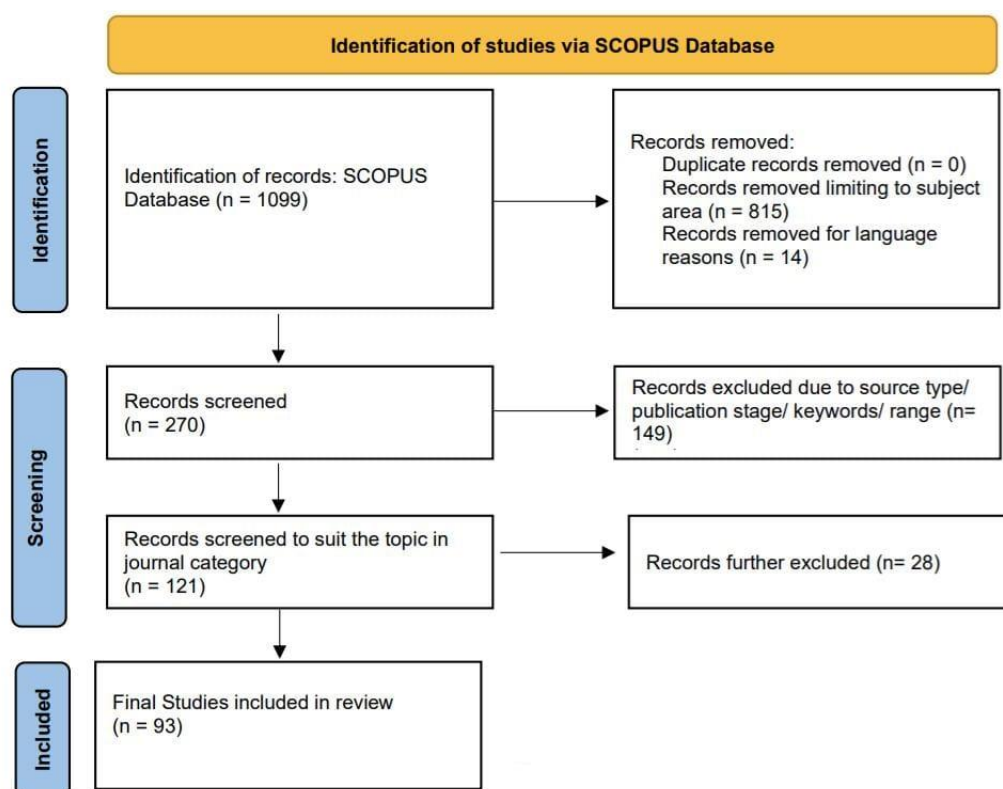 Identification of studies via SCOPUS Database
Identification
Identification of records: SCOPUS
Database (n = 1099)
Records removed:
Duplicate records removed (n = 0)
Records removed limiting to subject
area (n = 815)
Records removed for language
reasons (n = 14)
Screening
Records screened
(n = 270)
Records excluded due to source type/
publication stage/ keywords/ range (n=
149)
Records screened to suit the topic in
journal category
(n = 121)
Records further excluded (n= 28)
Included
Final Studies included in review
(n = 93)